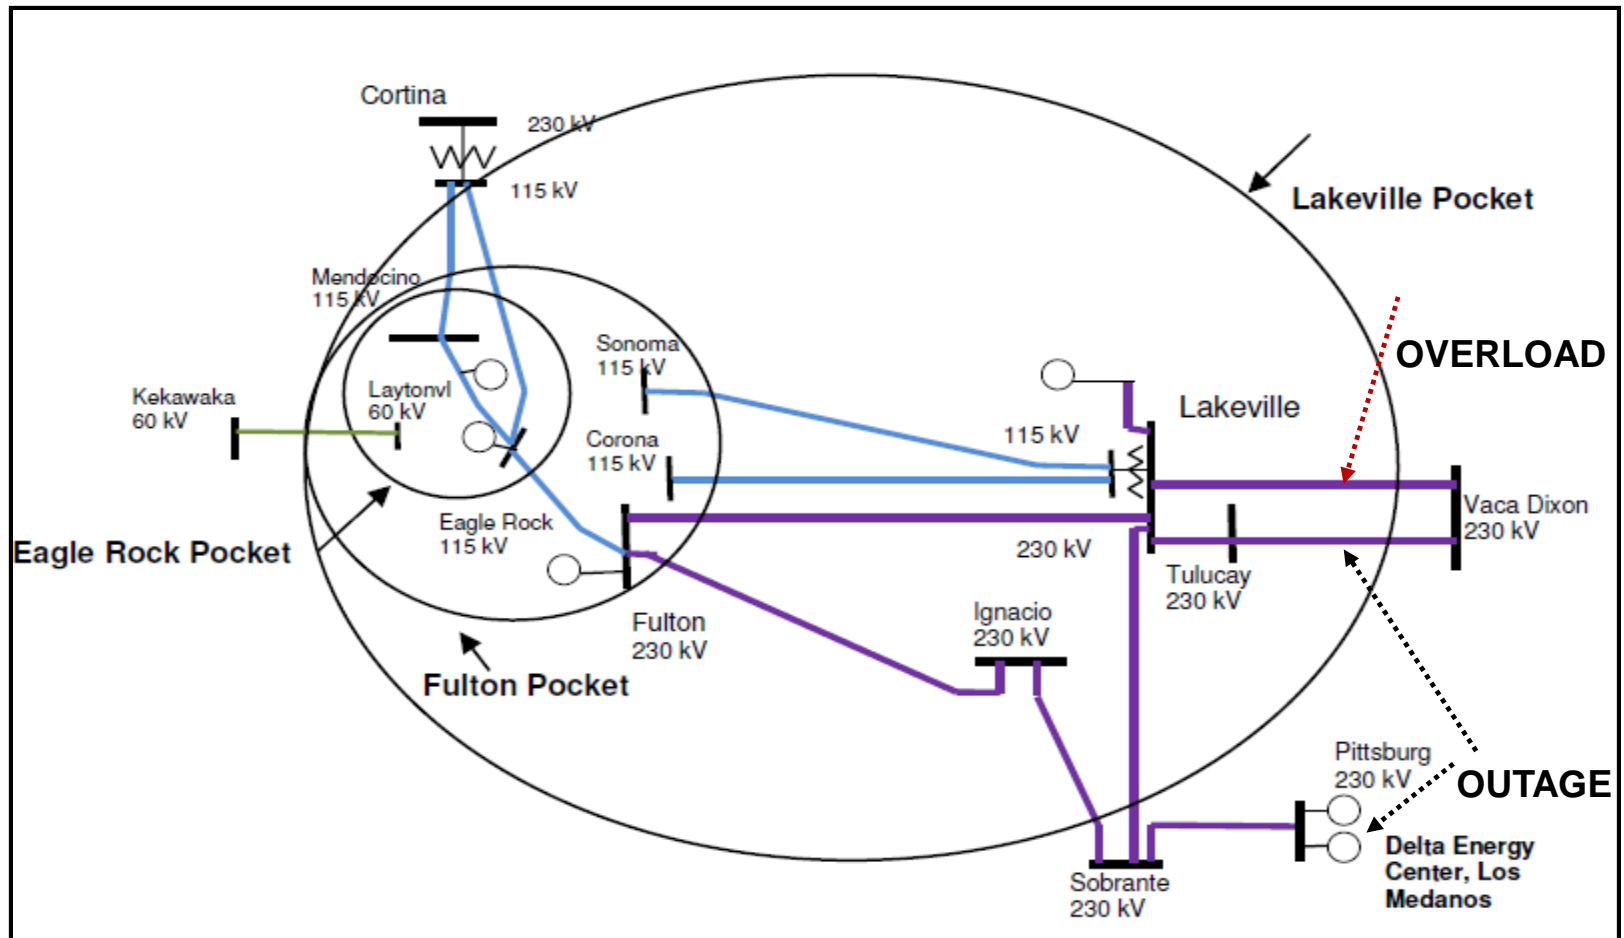 Cortina
230 kV
115 kV
Lakeville Pocket
Mendocino
115 kV
OVERLOAD
Sonoma
115 kV
Laytonvl
60 kV
Kekawaka
60 kV
Lakeville
115 kV
Corona
115 kV
Vaca Dixon
230 kV
Eagle Rock
115 kV
Eagle Rock Pocket
230 kV
Tulucay
230 kV
Ignacio
230 kV
Fulton
230 kV
Fulton Pocket
Pittsburg
230 kV
OUTAGE
Delta Energy
Center, Los
Medanos
Sobrante
230 kV